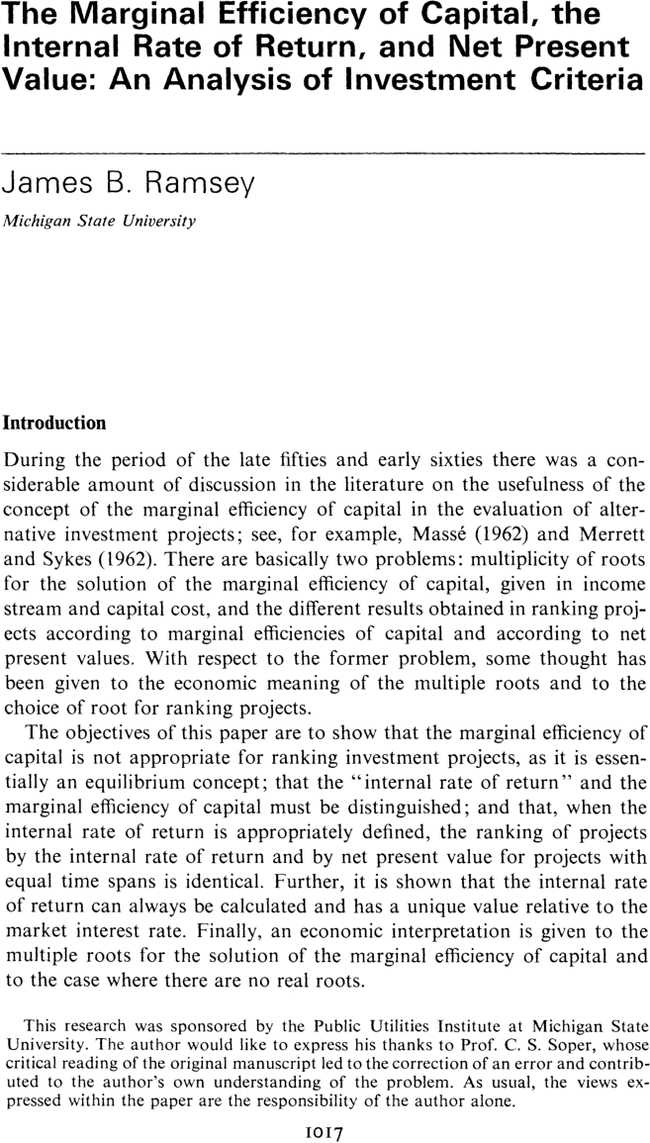 The Marginal Efficiency of Capital, the
Internal Rate of Return, and Net Present
Value: An Analysis of Investment Criteria
James B. Ramsey
Michigan State University
Introduction
During the period of the late fifties and early sixties there was a con-
siderable amount of discussion in the literature on the usefulness of the
concept of the marginal efficiency of capital in the evaluation of alter-
native investment projects; see, for example, Massé (1962) and Merrett
and Sykes (1962). There are basically two problems: multiplicity of roots
for the solution of the marginal efficiency of capital, given in income
stream and capital cost, and the different results obtained in ranking proj-
ects according to marginal efficiencies of capital and according to net
present values. With respect to the former problem, some thought has
been given to the economic meaning of the multiple roots and to the
choice of root for ranking projects.
The objectives of this paper are to show that the marginal efficiency of
capital is not appropriate for ranking investment projects, as it is essen-
tially an equilibrium concept; that the “internal rate of return” and the
marginal efficiency of capital must be distinguished; and that, when the
internal rate of return is appropriately defined, the ranking of projects
by the internal rate of return and by net present value for projects with
equal time spans is identical. Further, it is shown that the internal rate
of return can always be calculated and has a unique value relative to the
market interest rate. Finally, an economic interpretation is given to the
multiple roots for the solution of the marginal efficiency of capital and
to the case where there are no real roots.
This research was sponsored by the Public Utilities Institute at Michigan State
University. The author would like to express his thanks to Prof. C. S. Soper, whose
critical reading of the original manuscript led to the correction of an error and contrib-
uted to the author's own understanding of the problem. As usual, the views ex-
pressed within the paper are the responsibility of the author alone.
1017